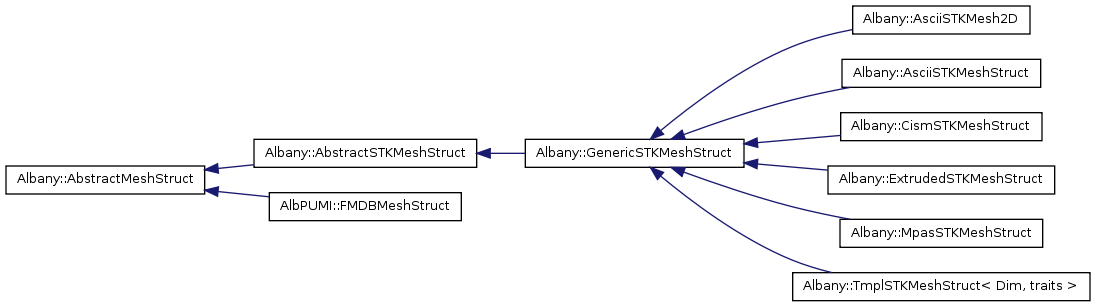 Albany::AsciiSTKMesh2D
Albany::AsciiSTKMeshStruct
Albany::CismSTKMeshStruct
Albany::AbstractSTKMeshStruct
Albany::GenericSTKMeshStruct
Albany::AbstractMeshStruct
Albany::ExtrudedSTKMeshStruct
AlbPUMI::FMDBMeshStruct
Albany::MpasSTKMeshStruct
Albany::TmplSTKMeshStruct< Dim, traits >